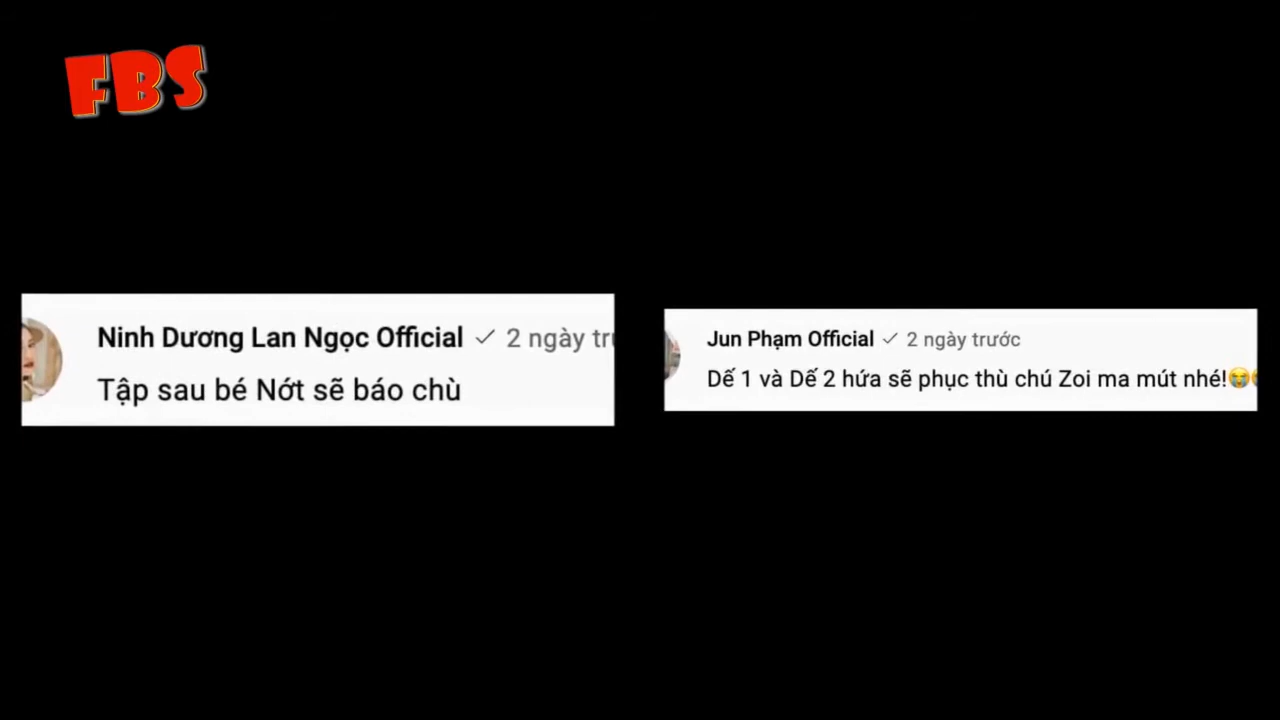 FBS
Ninh Dương Lan Ngọc Official ✓ 2 ngày
Tập sau bé Nớt sẽ báo chù
Jun Phạm Official ✓ 2 ngày trước
Dế 1 và Dế 2 hứa sẽ phục thù chú Zoi ma mút nhé!😭